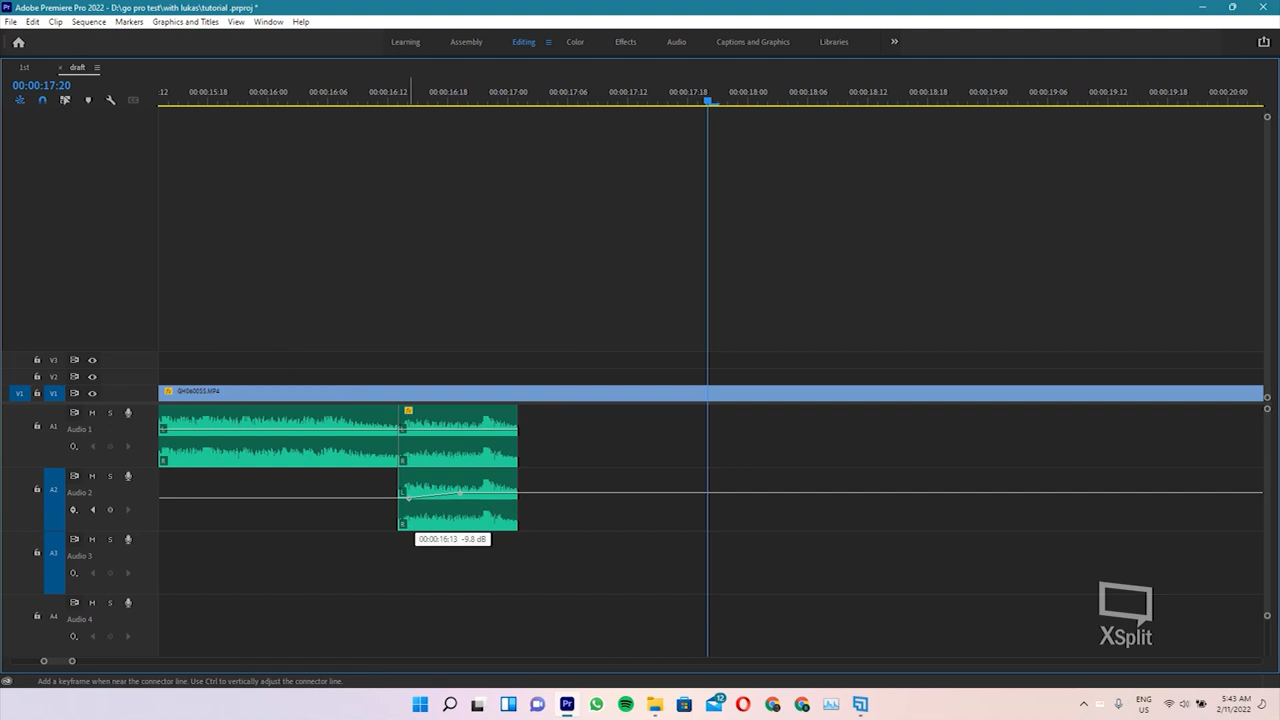 Adobe Premiere Pro 2022 - D:\go pro test\with lukas\tutorial .prproj *
File Edit Clip Sequence Markers Graphics and Titles View Window Help
Learning Assembly Editing Color Effects Audio Captions and Graphics Libraries
1st × draft
00:00:17:20
:12 00:00:15:18 00:00:16:00 00:00:16:06 00:00:16:12 00:00:16:18 00:00:17:00 00:00:17:06 00:00:17:12 00:00:17:18 00:00:18:00 00:00:18:06 00:00:18:12 00:00:18:18 00:00:19:00 00:00:19:06 00:00:19:12 00:00:19:18 00:00:20:00
V3
V2
V1 V1 fx GH060053.MP4
A1 M S
Audio 1
L fx L
R R
A2 M S
Audio 2
L
R
A3 M S
Audio 3
00:00:16:13 -9.8 dB
A4 M S
Audio 4
XSplit
Add a keyframe when near the connector line. Use Ctrl to vertically adjust the connector line.
Pr
12
ENG
US
5:43 AM
2/11/2022